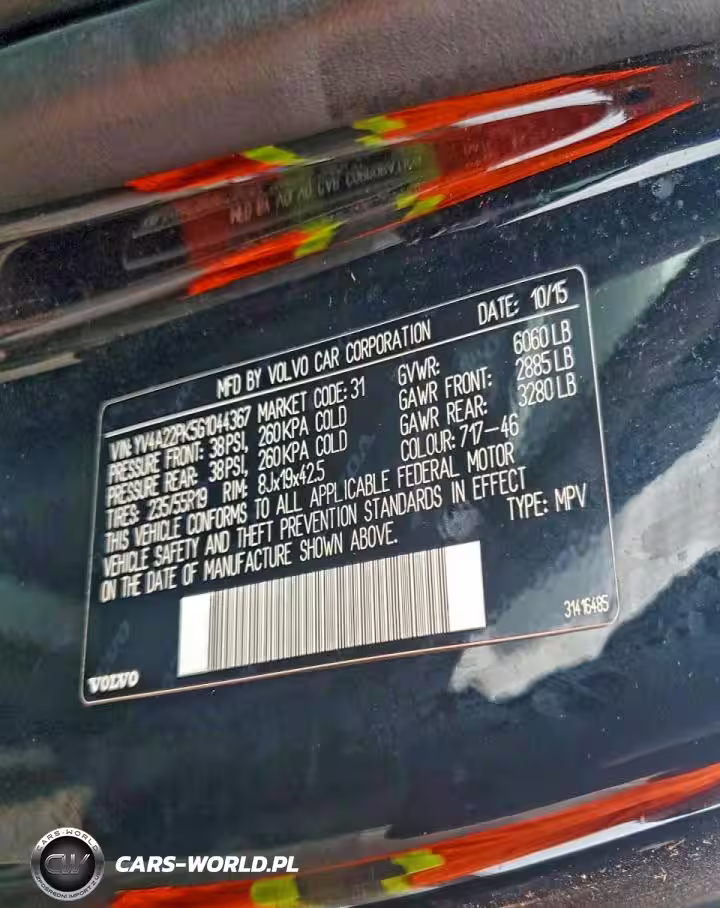 MFD BY VOLVO CAR CORPORATION DATE: 10/15
VIN: YV4A22PK5G1044367 MARKET CODE: 31 GVWR: 6060 LB
PRESSURE FRONT: 38PSI, 260KPA COLD GAWR FRONT: 2885 LB
PRESSURE REAR: 38PSI, 260KPA COLD GAWR REAR: 3280 LB
TIRES: 235/55R19 RIM: 8Jx19x42.5 COLOUR: 717-46
THIS VEHICLE CONFORMS TO ALL APPLICABLE FEDERAL MOTOR
VEHICLE SAFETY AND THEFT PREVENTION STANDARDS IN EFFECT
ON THE DATE OF MANUFACTURE SHOWN ABOVE. TYPE: MPV
31416485
VOLVO
CARS-WORLD
CW
CARS-WORLD.PL